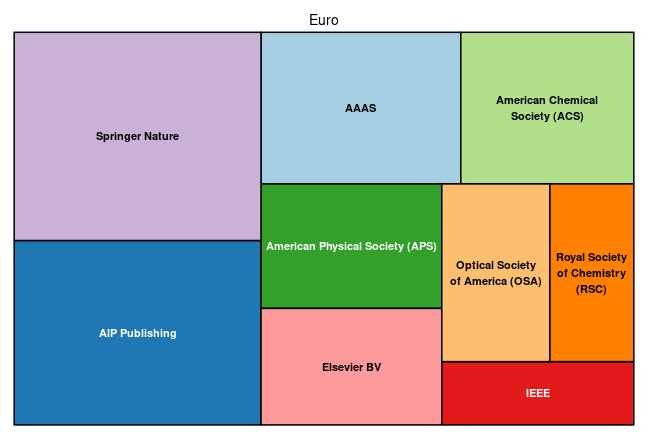 Euro
Springer Nature
AAAS
American Chemical
Society (ACS)
American Physical Society (APS)
Optical Society
of America (OSA)
Royal Society
of Chemistry
(RSC)
AIP Publishing
Elsevier BV
IEEE